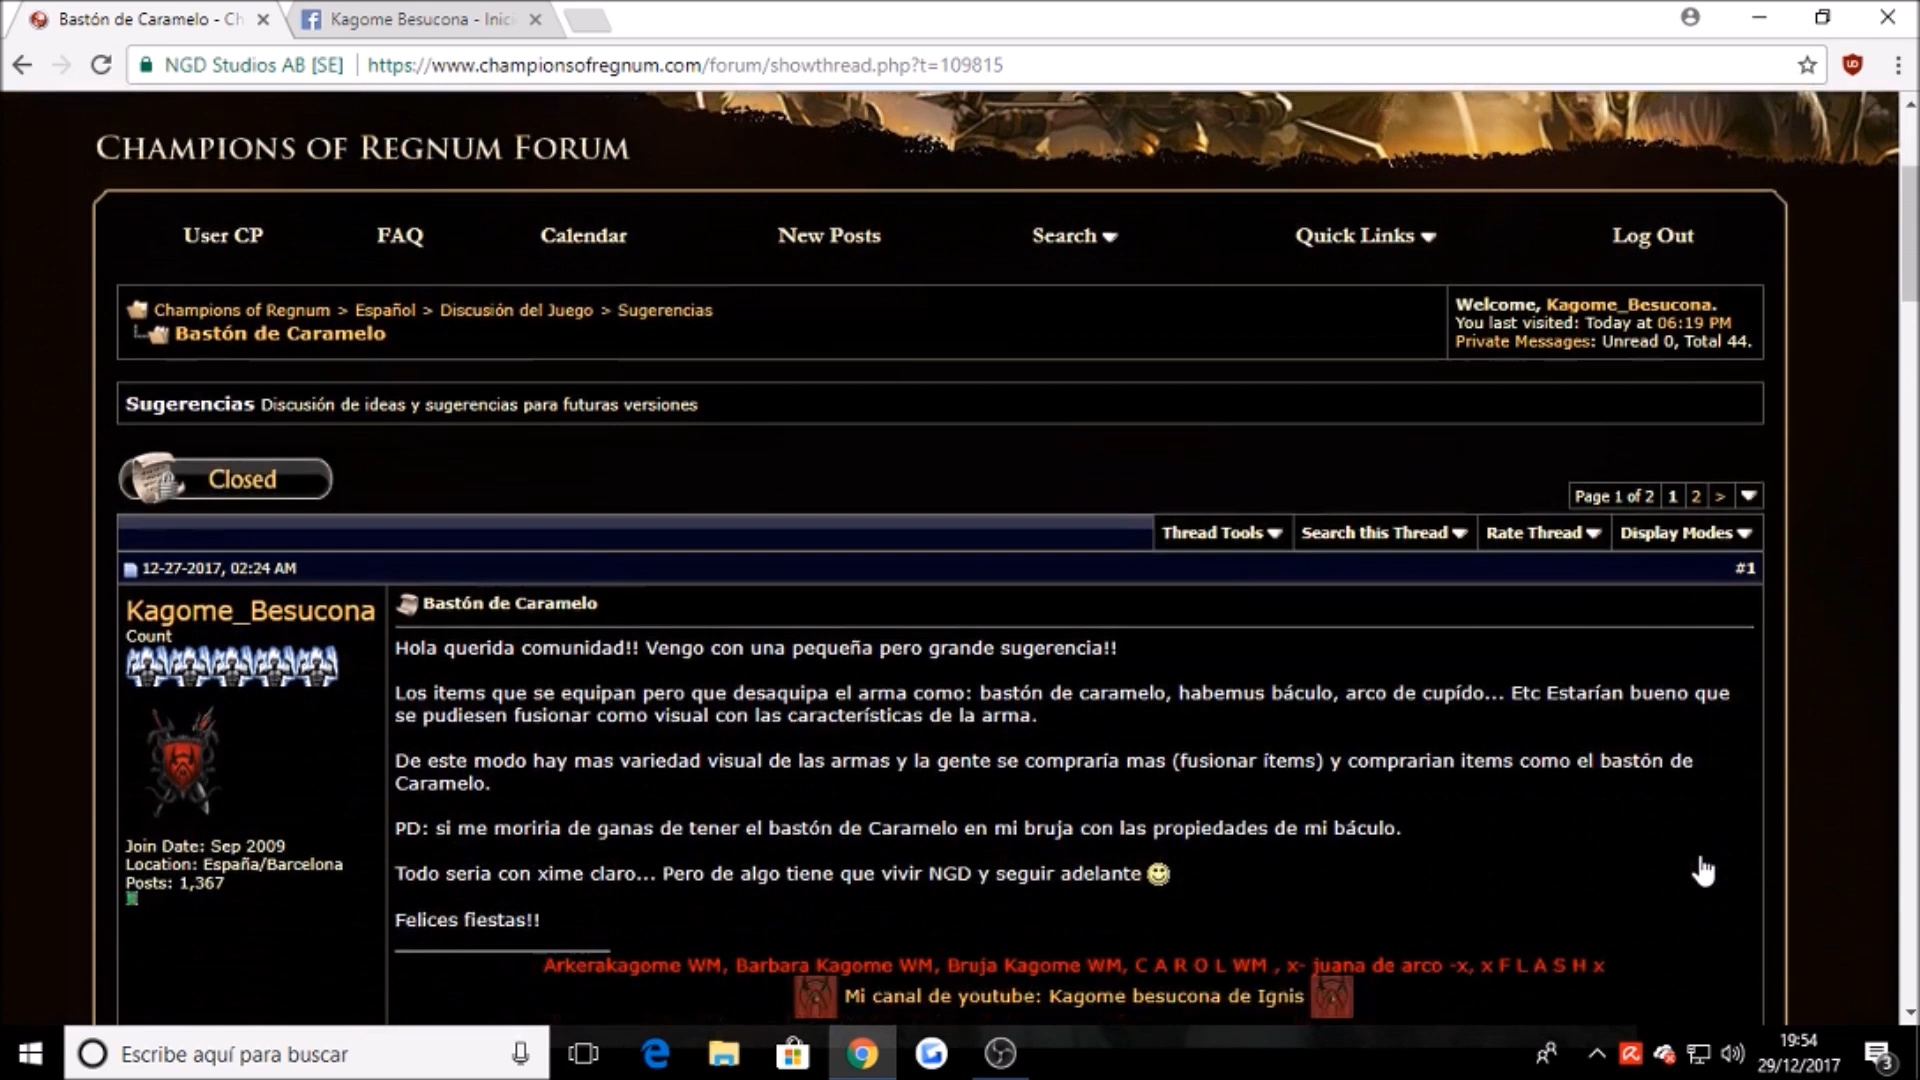 Bastón de Caramelo - Ch
Kagome Besucona - Inic
NGD Studios AB [SE]
https://www.championsofregnum.com/forum/showthread.php?t=109815
Champions of Regnum Forum
User CP FAQ Calendar New Posts Search Quick Links Log Out
Champions of Regnum > Español > Discusión del Juego > Sugerencias
Bastón de Caramelo
Welcome, Kagome_Besucona.
You last visited: Today at 06:19 PM
Private Messages: Unread 0, Total 44.
Sugerencias Discusión de ideas y sugerencias para futuras versiones
Closed
Page 1 of 2 1 2 >
Thread Tools Search this Thread Rate Thread Display Modes
12-27-2017, 02:24 AM
#1
Kagome_Besucona
Count
Join Date: Sep 2009
Location: España/Barcelona
Posts: 1,367
Bastón de Caramelo
Hola querida comunidad!! Vengo con una pequeña pero grande sugerencia!!
Los items que se equipan pero que desaquipa el arma como: bastón de caramelo, habemus báculo, arco de cupído... Etc Estarían bueno que
se pudiesen fusionar como visual con las características de la arma.
De este modo hay mas variedad visual de las armas y la gente se compraría mas (fusionar ítems) y comprarian items como el bastón de
Caramelo.
PD: si me moriria de ganas de tener el bastón de Caramelo en mi bruja con las propiedades de mi báculo.
Todo seria con xime claro... Pero de algo tiene que vivir NGD y seguir adelante
Felices fiestas!!
Arkerakagome WM, Barbara Kagome WM, Bruja Kagome WM, C A R O L WM , x- juana de arco -x, x F L A S H x
Mi canal de youtube: Kagome besucona de Ignis
Escribe aquí para buscar
19:54
29/12/2017
3